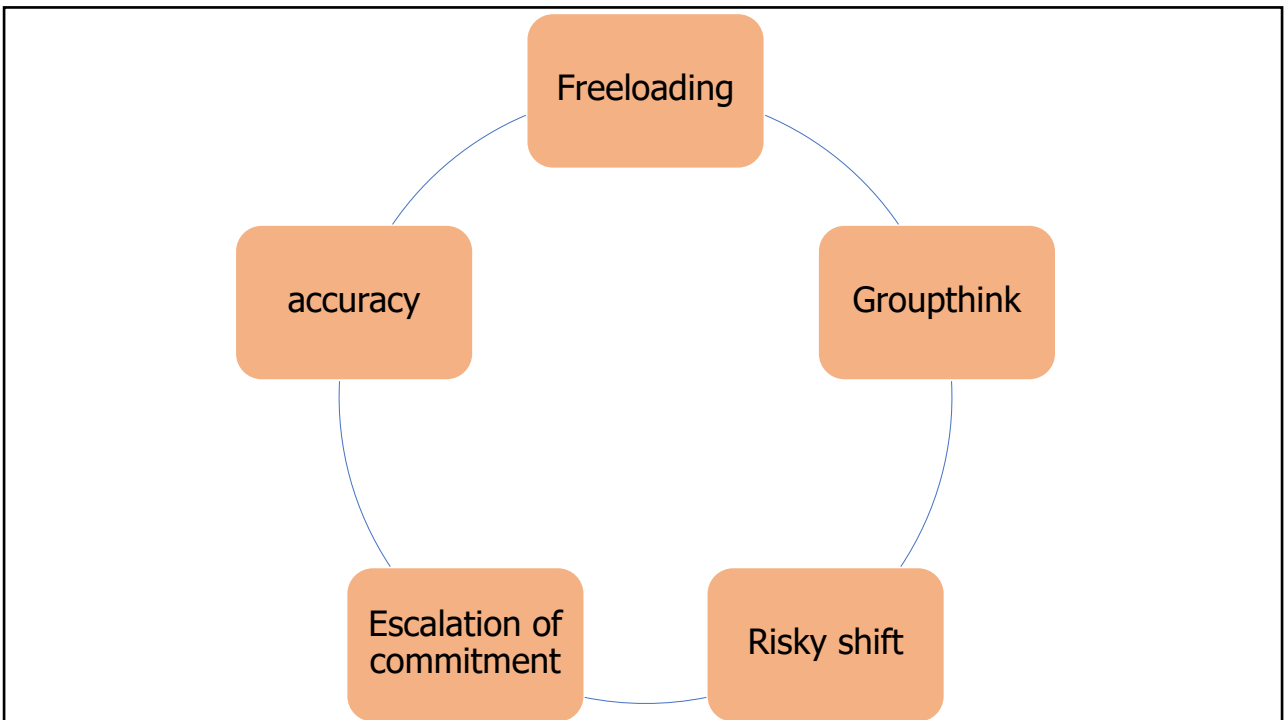 Freeloading
Groupthink
Risky shift
Escalation of
commitment
accuracy